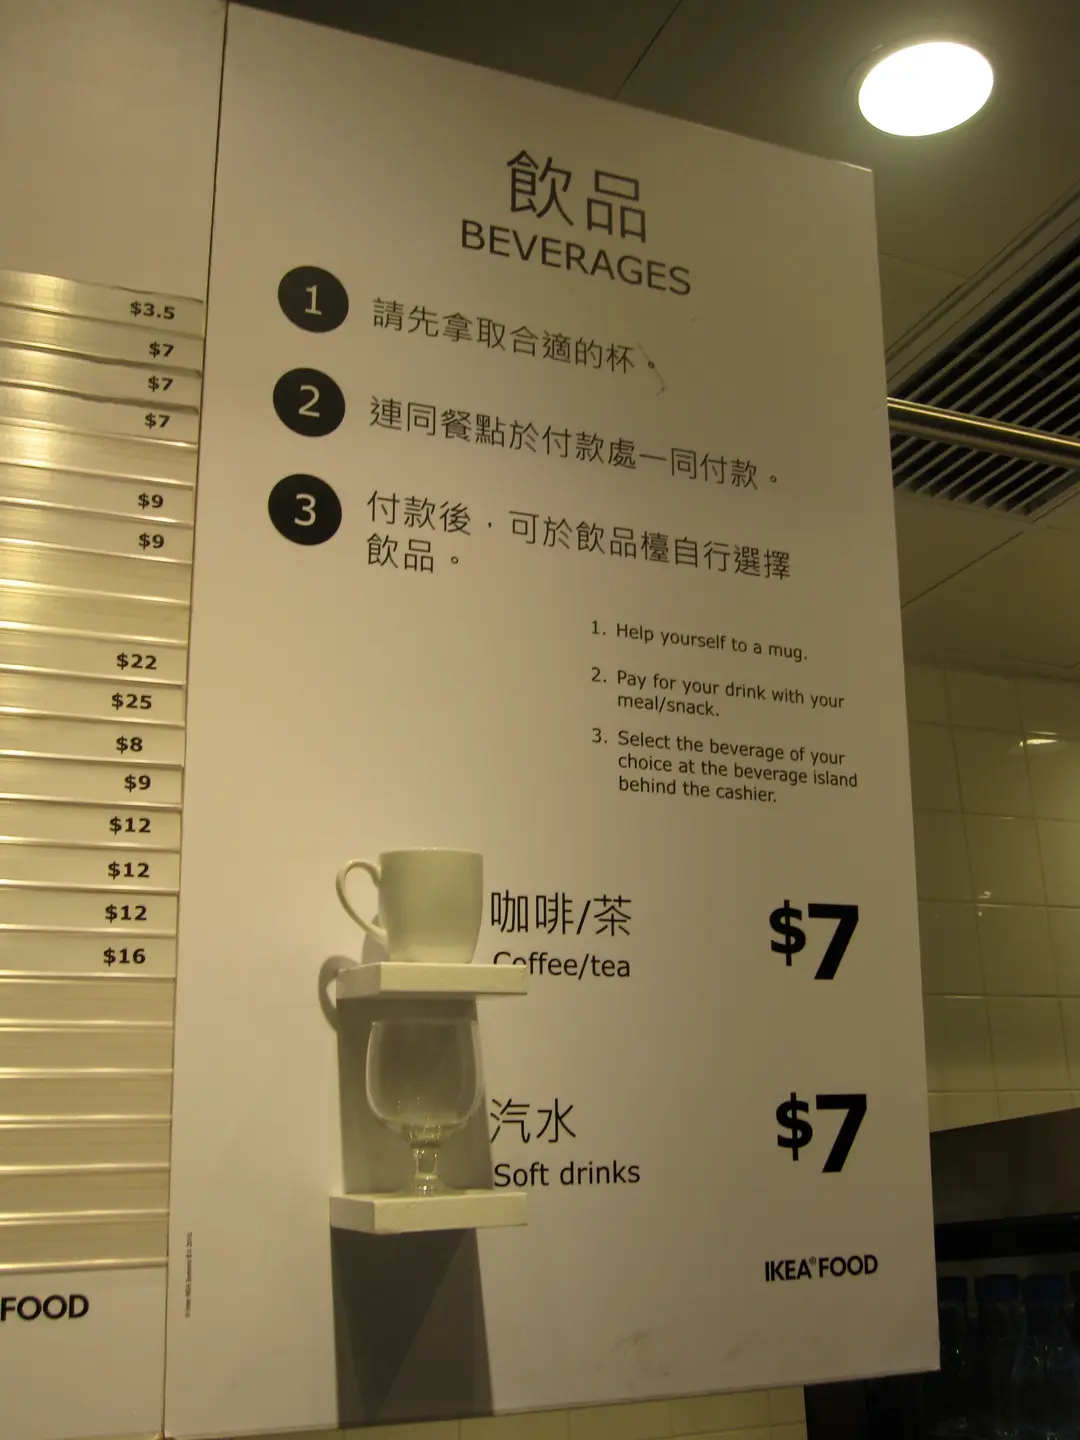 $3.5
$7
$7
$7
$9
$9
$22
$25
$8
$9
$12
$12
$12
$16
FOOD
飲品
BEVERAGES
1 請先拿取合適的杯。
2 連同餐點於付款處一同付款。
3 付款後，可於飲品檯自行選擇
飲品。
1. Help yourself to a mug.
2. Pay for your drink with your
meal/snack.
3. Select the beverage of your
choice at the beverage island
behind the cashier.
咖啡/茶 $7
Coffee/tea
汽水 $7
Soft drinks
IKEA® FOOD